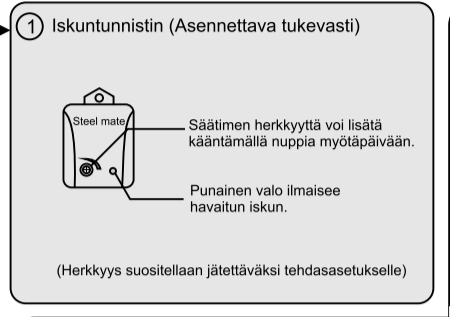 1 Iskuntunnistin (Asennettava tukevasti)
Steel mate
Säätimen herkkyyttä voi lisätä
kääntämällä nuppia myötäpäivään.
Punainen valo ilmaisee
havaitun iskun.
(Herkkyys suositellaan jätettäväksi tehdasasetukselle)